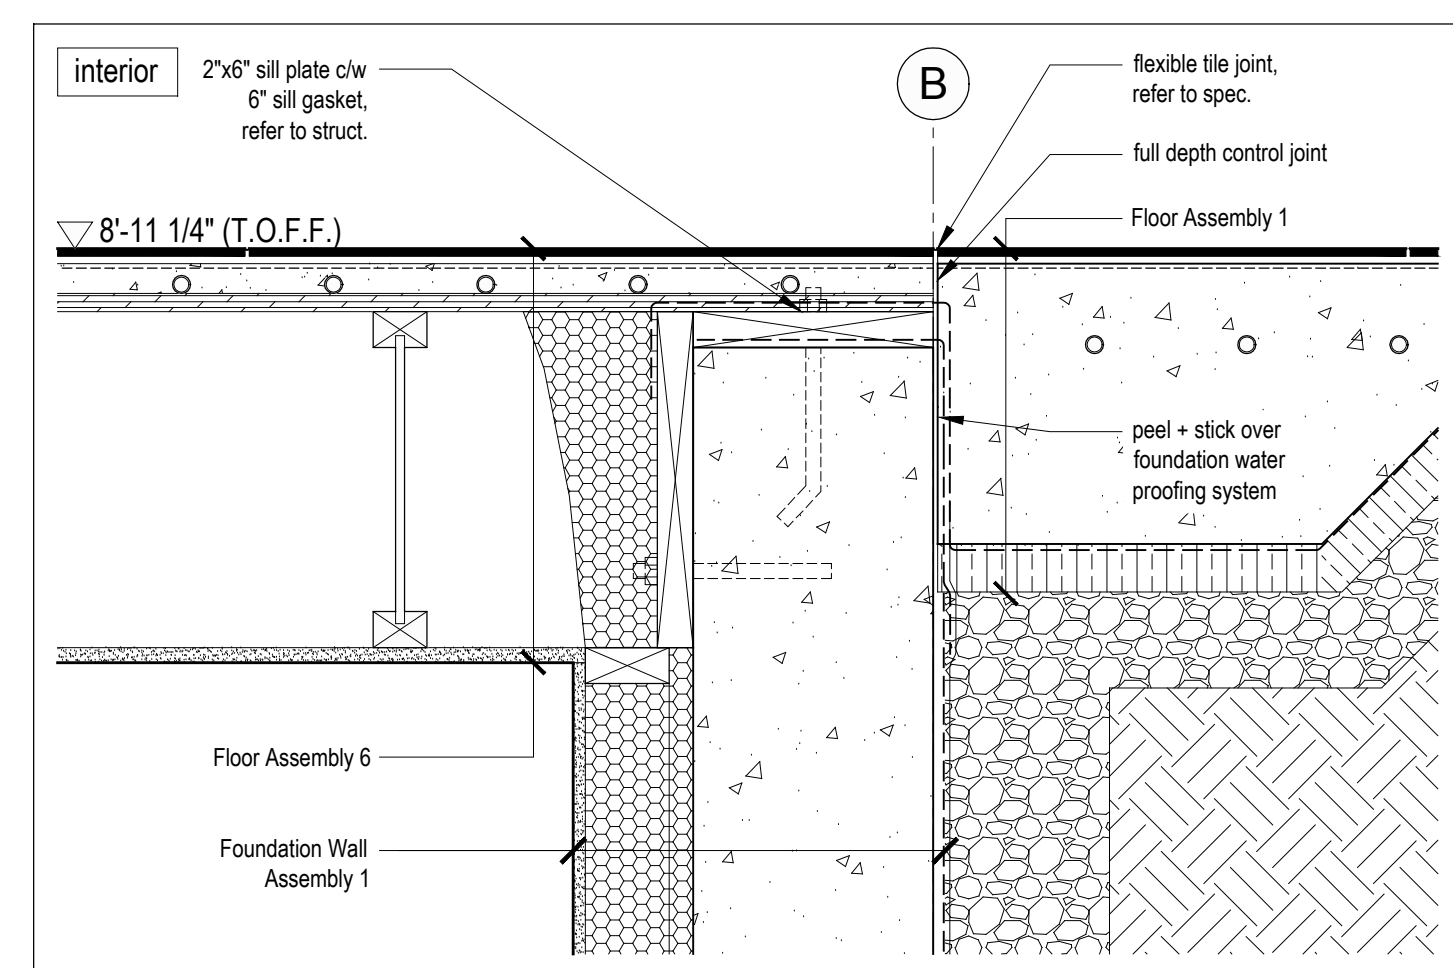 interior
2"x6" sill plate c/w
6" sill gasket,
refer to struct.
B
flexible tile joint,
refer to spec.
full depth control joint
Floor Assembly 1
8'-11 1/4" (T.O.F.F.)
peel + stick over
foundation water
proofing system
Floor Assembly 6
Foundation Wall
Assembly 1